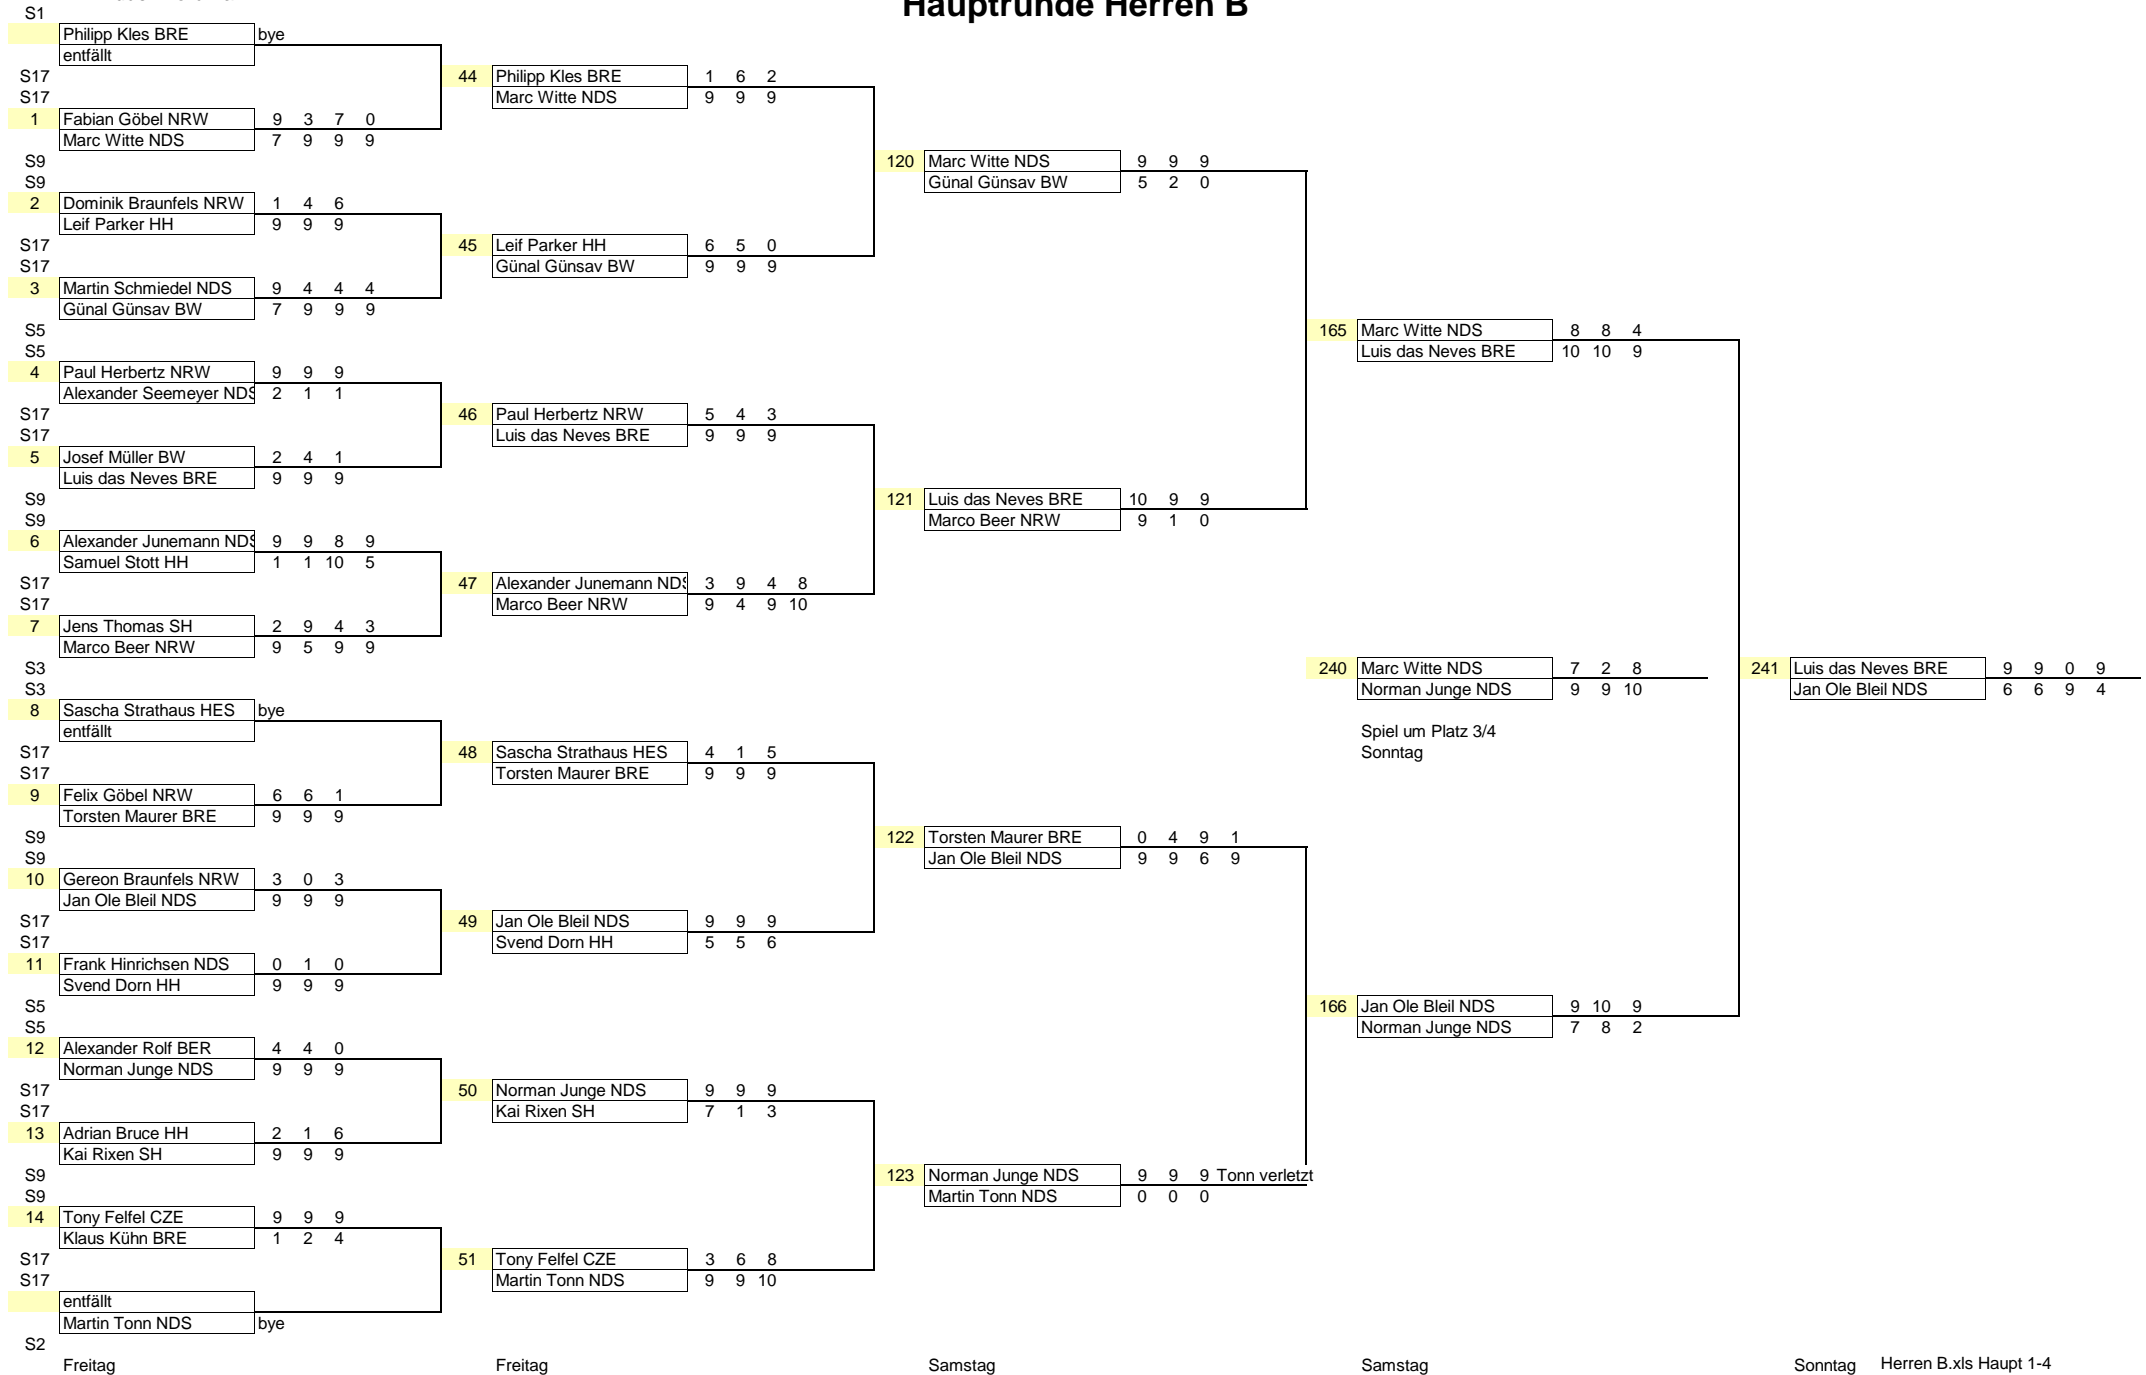 Hauptrunde Herren B
S1
Philipp Kles BRE bye
entfällt
S17
44 Philipp Kles BRE 1 6 2
Marc Witte NDS 9 9 9
S17
1 Fabian Göbel NRW 9 3 7 0
Marc Witte NDS 7 9 9 9
S9
120 Marc Witte NDS 9 9 9
Günal Günsav BW 5 2 0
S9
2 Dominik Braunfels NRW 1 4 6
Leif Parker HH 9 9 9
S17
45 Leif Parker HH 6 5 0
Günal Günsav BW 9 9 9
S17
3 Martin Schmiedel NDS 9 4 4 4
Günal Günsav BW 7 9 9 9
S5
165 Marc Witte NDS 8 8 4
Luis das Neves BRE 10 10 9
S5
4 Paul Herbertz NRW 9 9 9
Alexander Seemeyer NDS 2 1 1
S17
46 Paul Herbertz NRW 5 4 3
Luis das Neves BRE 9 9 9
S17
5 Josef Müller BW 2 4 1
Luis das Neves BRE 9 9 9
S9
121 Luis das Neves BRE 10 9 9
Marco Beer NRW 9 1 0
S9
6 Alexander Junemann NDS 9 9 8 9
Samuel Stott HH 1 1 10 5
S17
47 Alexander Junemann NDS 3 9 4 8
Marco Beer NRW 9 4 9 10
S17
7 Jens Thomas SH 2 9 4 3
Marco Beer NRW 9 5 9 9
S3
240 Marc Witte NDS 7 2 8
Norman Junge NDS 9 9 10
241 Luis das Neves BRE 9 9 0 9
Jan Ole Bleil NDS 6 6 9 4
S3
8 Sascha Strathaus HES bye
entfällt
Spiel um Platz 3/4
Sonntag
S17
48 Sascha Strathaus HES 4 1 5
Torsten Maurer BRE 9 9 9
S17
9 Felix Göbel NRW 6 6 1
Torsten Maurer BRE 9 9 9
S9
122 Torsten Maurer BRE 0 4 9 1
Jan Ole Bleil NDS 9 9 6 9
S9
10 Gereon Braunfels NRW 3 0 3
Jan Ole Bleil NDS 9 9 9
S17
49 Jan Ole Bleil NDS 9 9 9
Svend Dorn HH 5 5 6
S17
11 Frank Hinrichsen NDS 0 1 0
Svend Dorn HH 9 9 9
S5
166 Jan Ole Bleil NDS 9 10 9
Norman Junge NDS 7 8 2
S5
12 Alexander Rolf BER 4 4 0
Norman Junge NDS 9 9 9
S17
50 Norman Junge NDS 9 9 9
Kai Rixen SH 7 1 3
S17
13 Adrian Bruce HH 2 1 6
Kai Rixen SH 9 9 9
S9
123 Norman Junge NDS 9 9 9 Tonn verletzt
Martin Tonn NDS 0 0 0
S9
14 Tony Felfel CZE 9 9 9
Klaus Kühn BRE 1 2 4
S17
51 Tony Felfel CZE 3 6 8
Martin Tonn NDS 9 9 10
S17
entfällt
Martin Tonn NDS bye
S2
Freitag Freitag Samstag Samstag Sonntag Herren B.xls Haupt 1-4